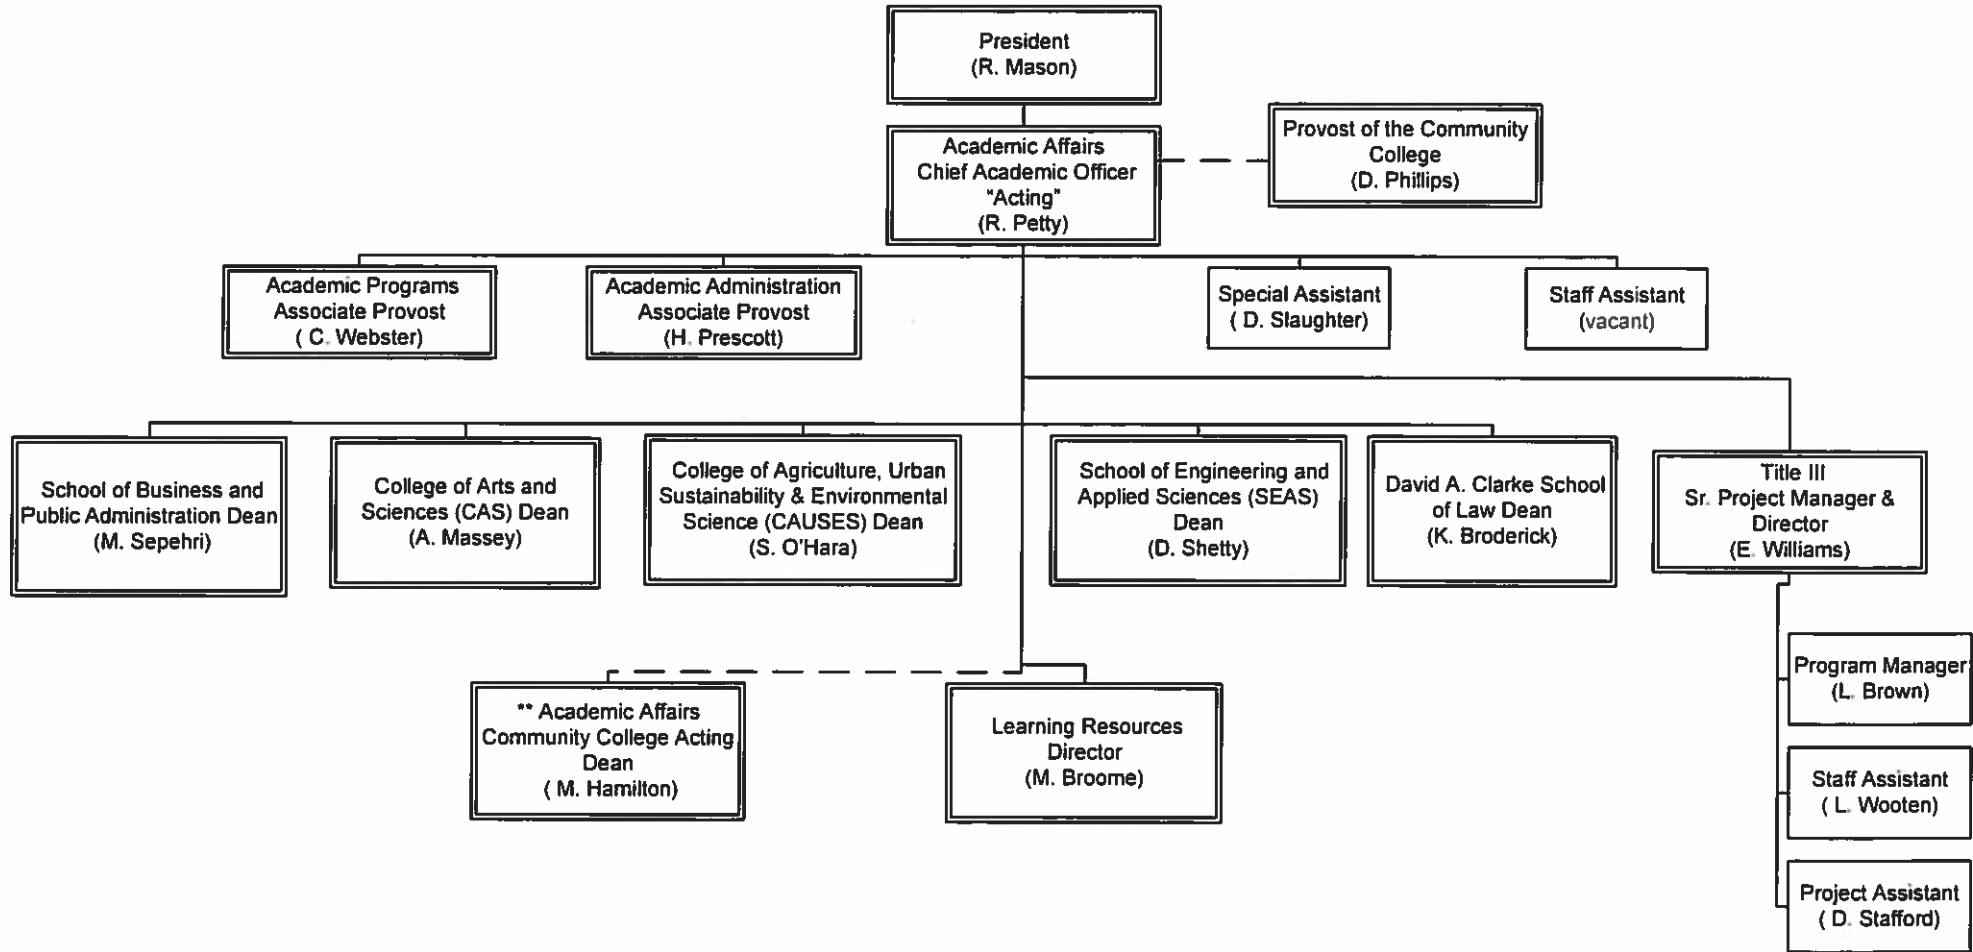 President
(R. Mason)
Academic Affairs
Chief Academic Officer
"Acting"
(R. Petty)
Provost of the Community
College
(D. Phillips)
Academic Programs
Associate Provost
( C. Webster)
Academic Administration
Associate Provost
(H. Prescott)
Special Assistant
( D. Slaughter)
Staff Assistant
(vacant)
School of Business and
Public Administration Dean
(M. Sepehri)
College of Arts and
Sciences (CAS) Dean
(A. Massey)
College of Agriculture, Urban
Sustainability & Environmental
Science (CAUSES) Dean
(S. O'Hara)
School of Engineering and
Applied Sciences (SEAS)
Dean
(D. Shetty)
David A. Clarke School
of Law Dean
(K. Broderick)
Title III
Sr. Project Manager &
Director
(E. Williams)
** Academic Affairs
Community College Acting
Dean
( M. Hamilton)
Learning Resources
Director
(M. Broome)
Program Manager
(L. Brown)
Staff Assistant
( L. Wooten)
Project Assistant
( D. Stafford)